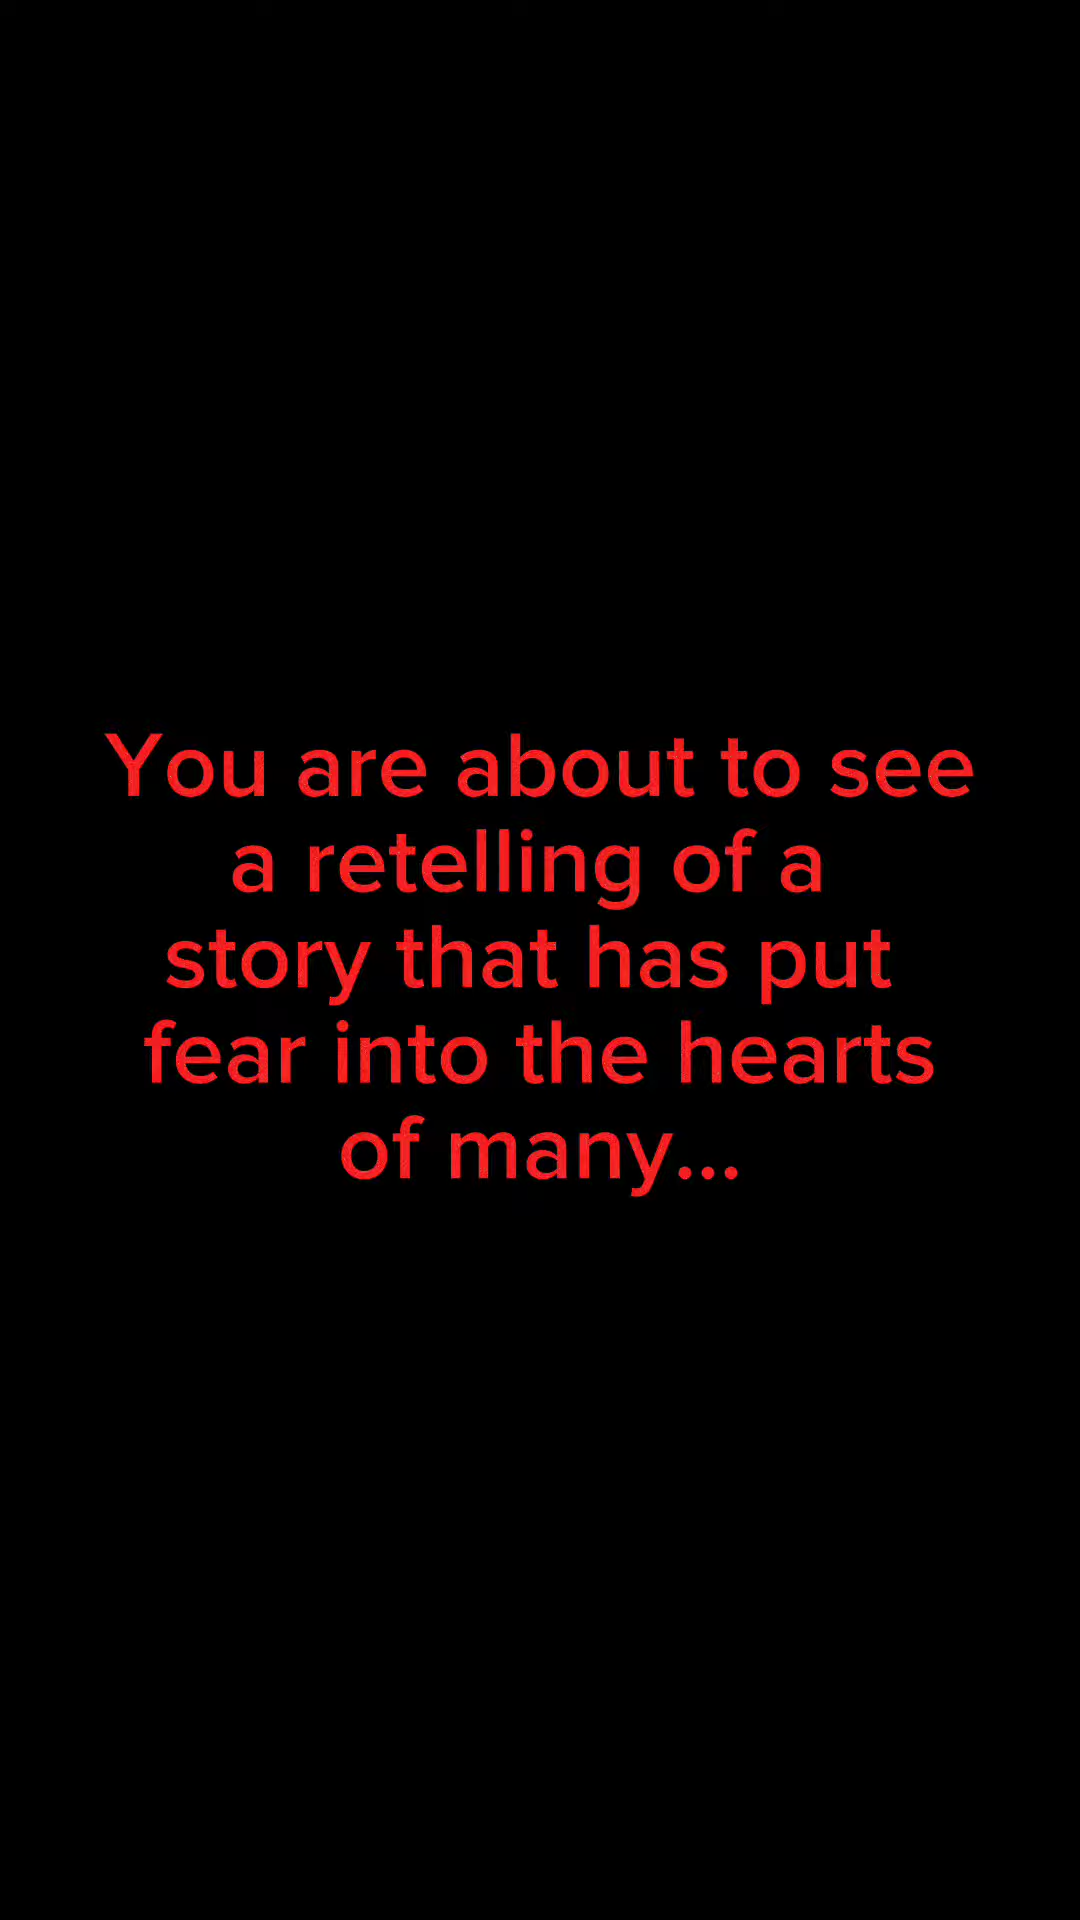 You are about to see
a retelling of a
story that has put
fear into the hearts
of many...